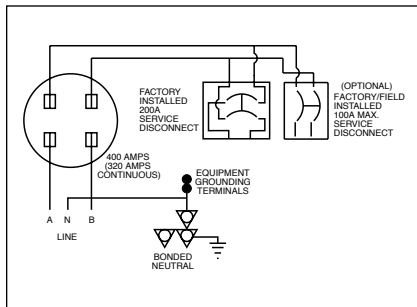 FACTORY
INSTALLED
200A
SERVICE
DISCONNECT
(OPTIONAL)
FACTORY/FIELD
INSTALLED
100A MAX.
SERVICE
DISCONNECT
400 AMPS
(320 AMPS
CONTINUOUS)
EQUIPMENT
GROUNDING
TERMINALS
A N B
LINE
BONDED
NEUTRAL